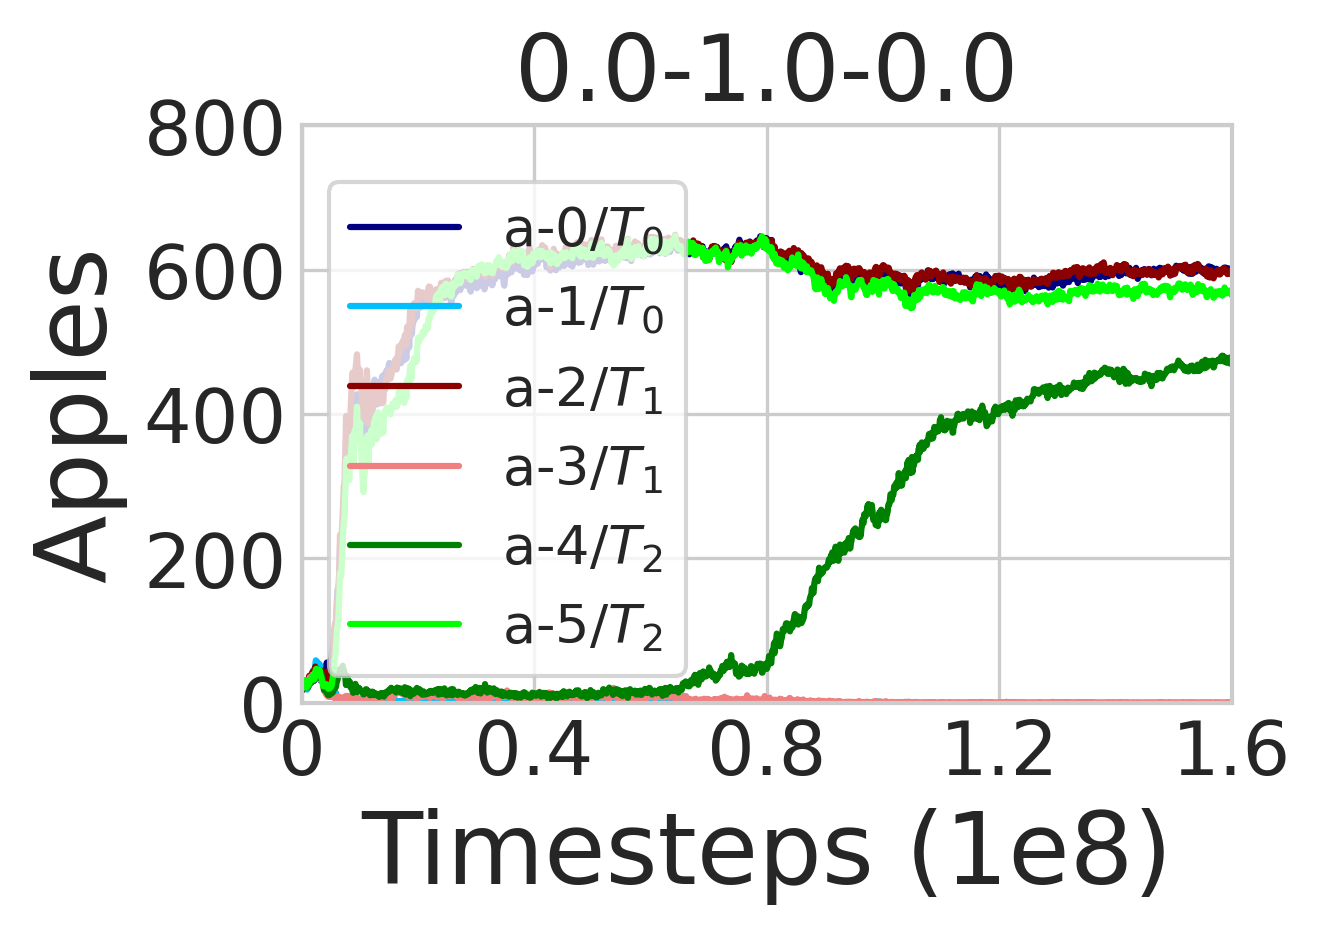 0.0-1.0-0.0
800
600
400
200
0
Apples
a-0/T₀
a-1/T₀
a-2/T₁
a-3/T₁
a-4/T₂
a-5/T₂
0 0.4 0.8 1.2 1.6
Timesteps (1e8)